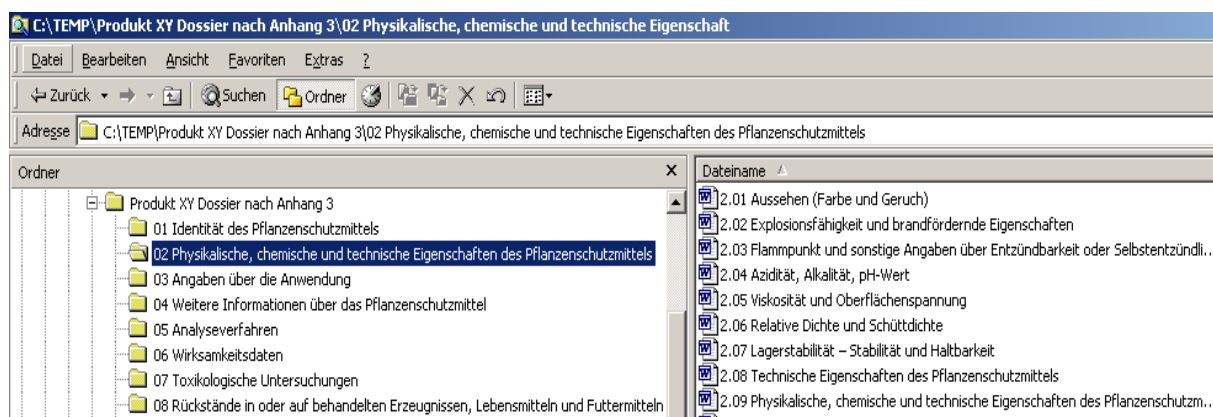 C:\TEMP\Produkt XY Dossier nach Anhang 3\02 Physikalische, chemische und technische Eigenschaft
Datei Bearbeiten Ansicht Favoriten Extras ?
Zurück Suchen Ordner
Adresse C:\TEMP\Produkt XY Dossier nach Anhang 3\02 Physikalische, chemische und technische Eigenschaften des Pflanzenschutzmittels
Ordner x
Produkt XY Dossier nach Anhang 3
01 Identität des Pflanzenschutzmittels
02 Physikalische, chemische und technische Eigenschaften des Pflanzenschutzmittels
03 Angaben über die Anwendung
04 Weitere Informationen über das Pflanzenschutzmittel
05 Analyseverfahren
06 Wirksamkeitsdaten
07 Toxikologische Untersuchungen
08 Rückstände in oder auf behandelten Erzeugnissen, Lebensmitteln und Futtermitteln
Dateiname
2.01 Aussehen (Farbe und Geruch)
2.02 Explosionsfähigkeit und brandfördernde Eigenschaften
2.03 Flammpunkt und sonstige Angaben über Entzündbarkeit oder Selbstentzündli...
2.04 Azidität, Alkalität, pH-Wert
2.05 Viskosität und Oberflächenspannung
2.06 Relative Dichte und Schüttdichte
2.07 Lagerstabilität – Stabilität und Haltbarkeit
2.08 Technische Eigenschaften des Pflanzenschutzmittels
2.09 Physikalische, chemische und technische Eigenschaften des Pflanzenschutzm...